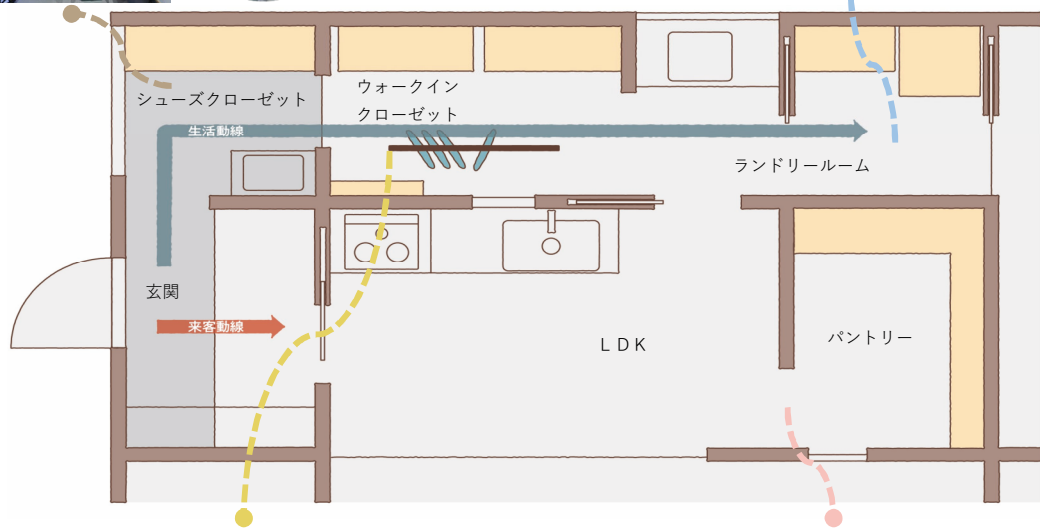 シューズクローゼット
ウォークイン
クローゼット
生活動線
ランドリールーム
玄関
来客動線
ＬＤＫ
パントリー